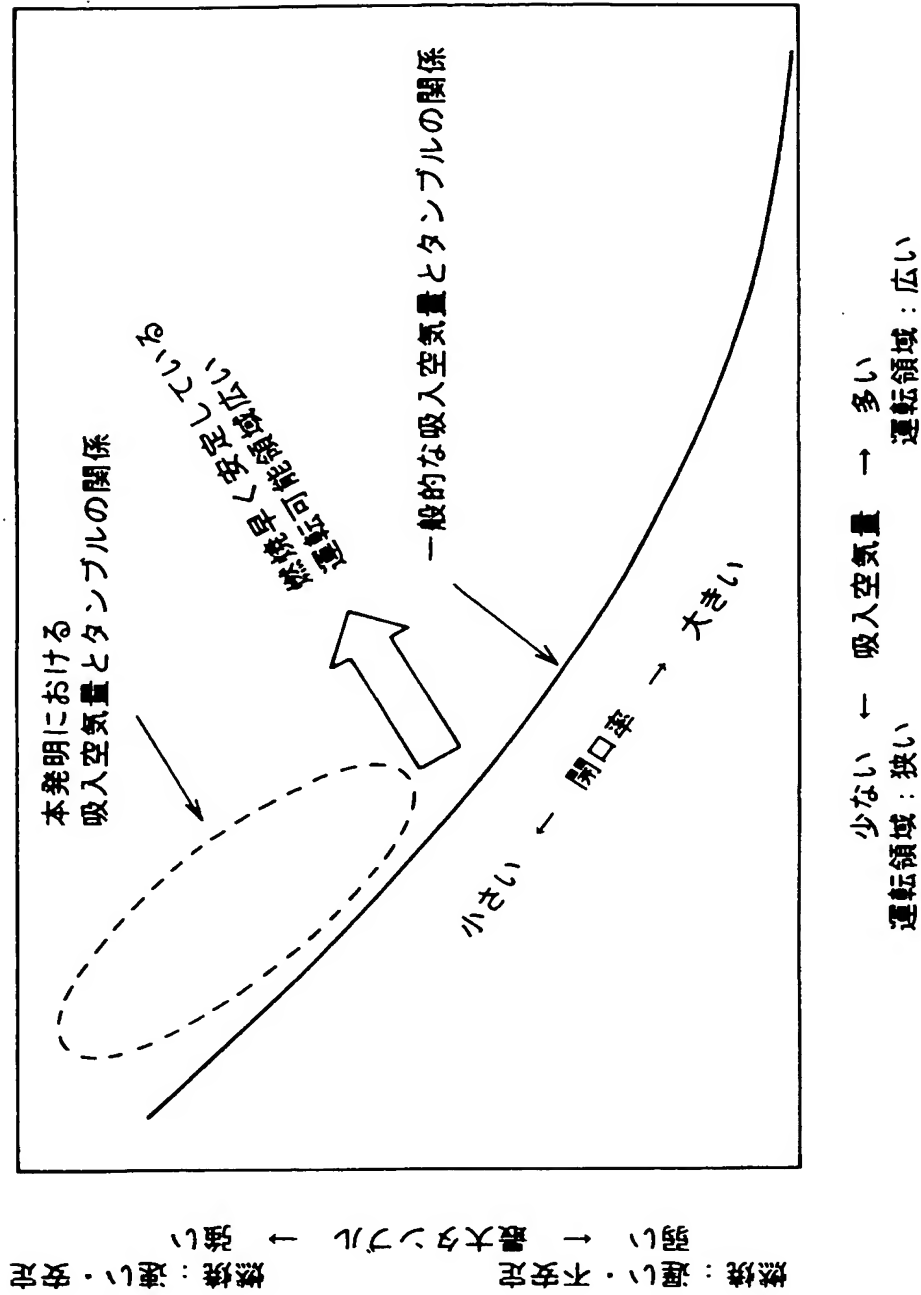 本発明における
吸入空気量とタンブルの関係
燃焼早く安定している
運転可能領域広い
一般的な吸入空気量とタンブルの関係
小さい ← 開口率 → 大きい
燃焼：速い・安定
燃焼：遅い・不安定
弱い ← 最大タンブル → 強い
少ない ← 吸入空気量 → 多い
運転領域：狭い
運転領域：広い